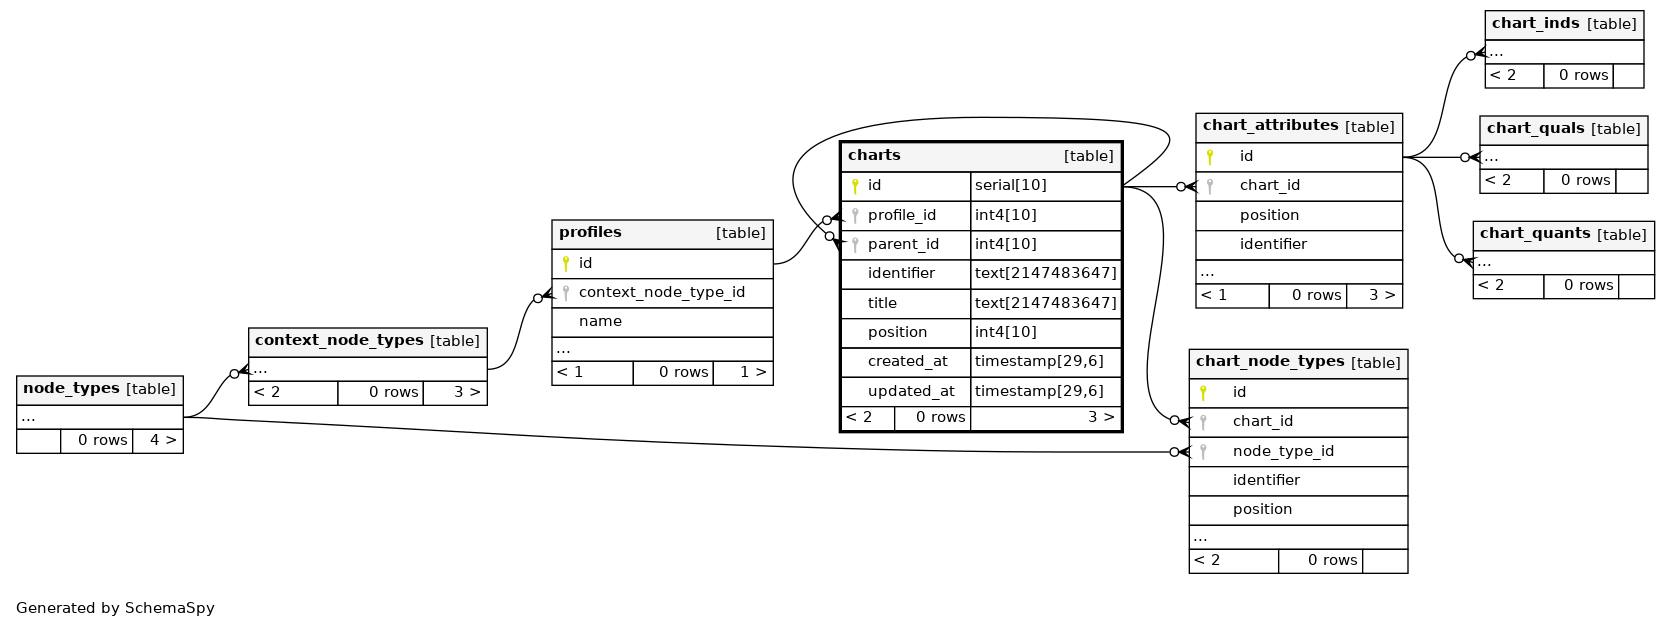 node_types [table]
...
0 rows 4 >
context_node_types [table]
...
< 2 0 rows 3 >
profiles [table]
id
context_node_type_id
name
...
< 1 0 rows 1 >
charts [table]
id serial[10]
profile_id int4[10]
parent_id int4[10]
identifier text[2147483647]
title text[2147483647]
position int4[10]
created_at timestamp[29,6]
updated_at timestamp[29,6]
< 2 0 rows 3 >
chart_attributes [table]
id
chart_id
position
identifier
...
< 1 0 rows 3 >
chart_node_types [table]
id
chart_id
node_type_id
identifier
position
...
< 2 0 rows
chart_inds [table]
...
< 2 0 rows
chart_quals [table]
...
< 2 0 rows
chart_quants [table]
...
< 2 0 rows
Generated by SchemaSpy